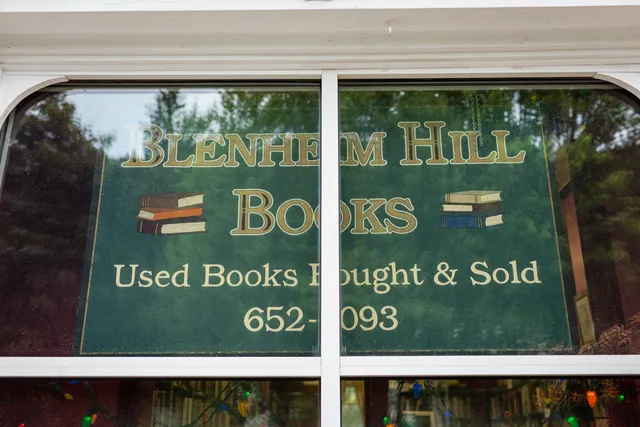 BLENHEIM HILL
BOOKS
Used Books Bought & Sold
652- 093